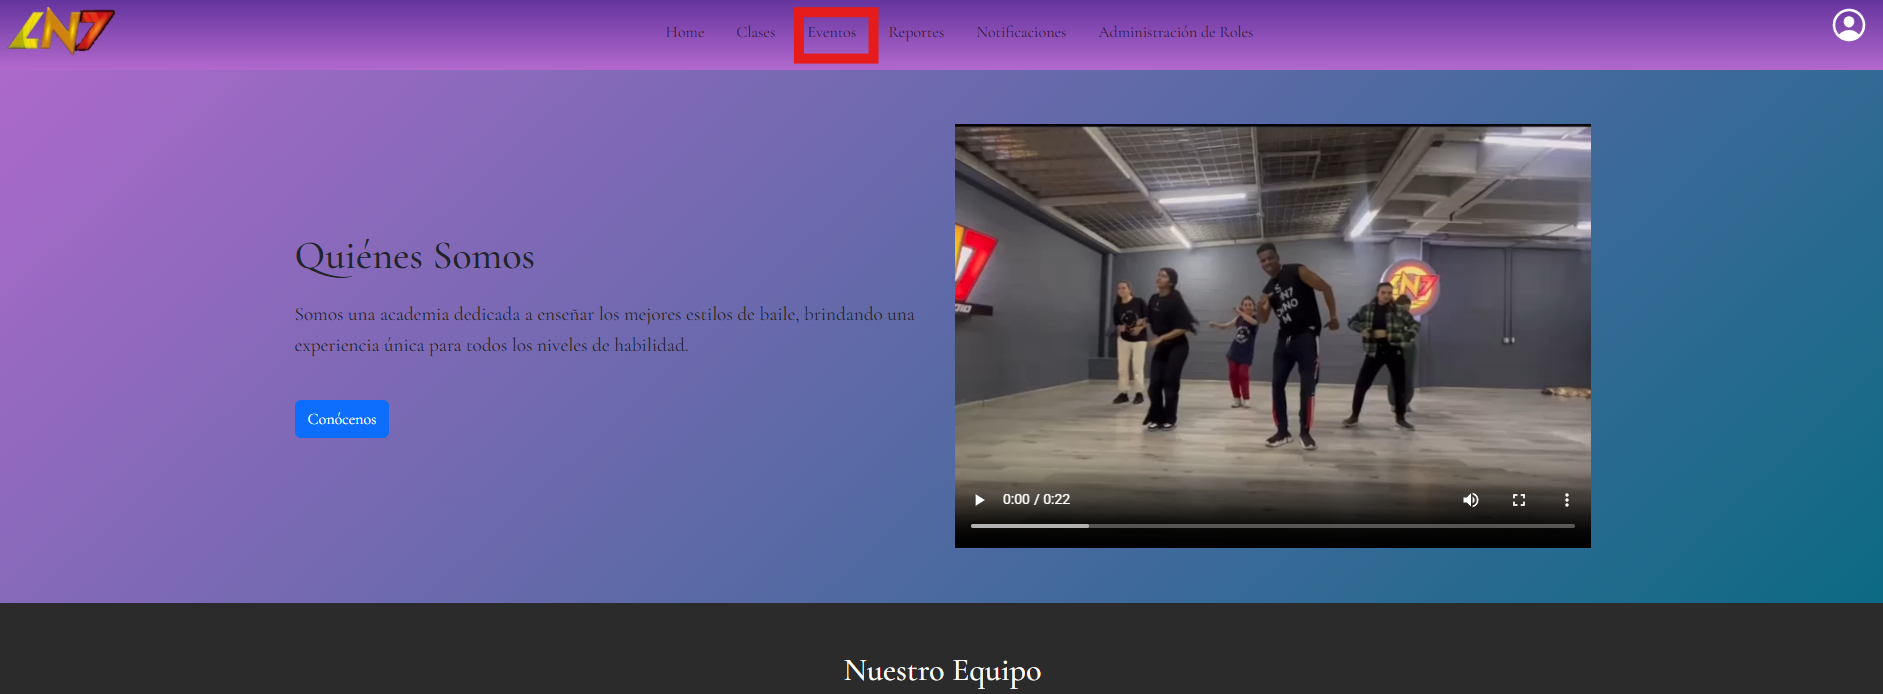 LN7
Home Clases Eventos Reportes Notificaciones Administración de Roles
Quiénes Somos
Somos una academia dedicada a enseñar los mejores estilos de baile, brindando una
experiencia única para todos los niveles de habilidad.
Conócenos
LN7
0:00 / 0:22
Nuestro Equipo